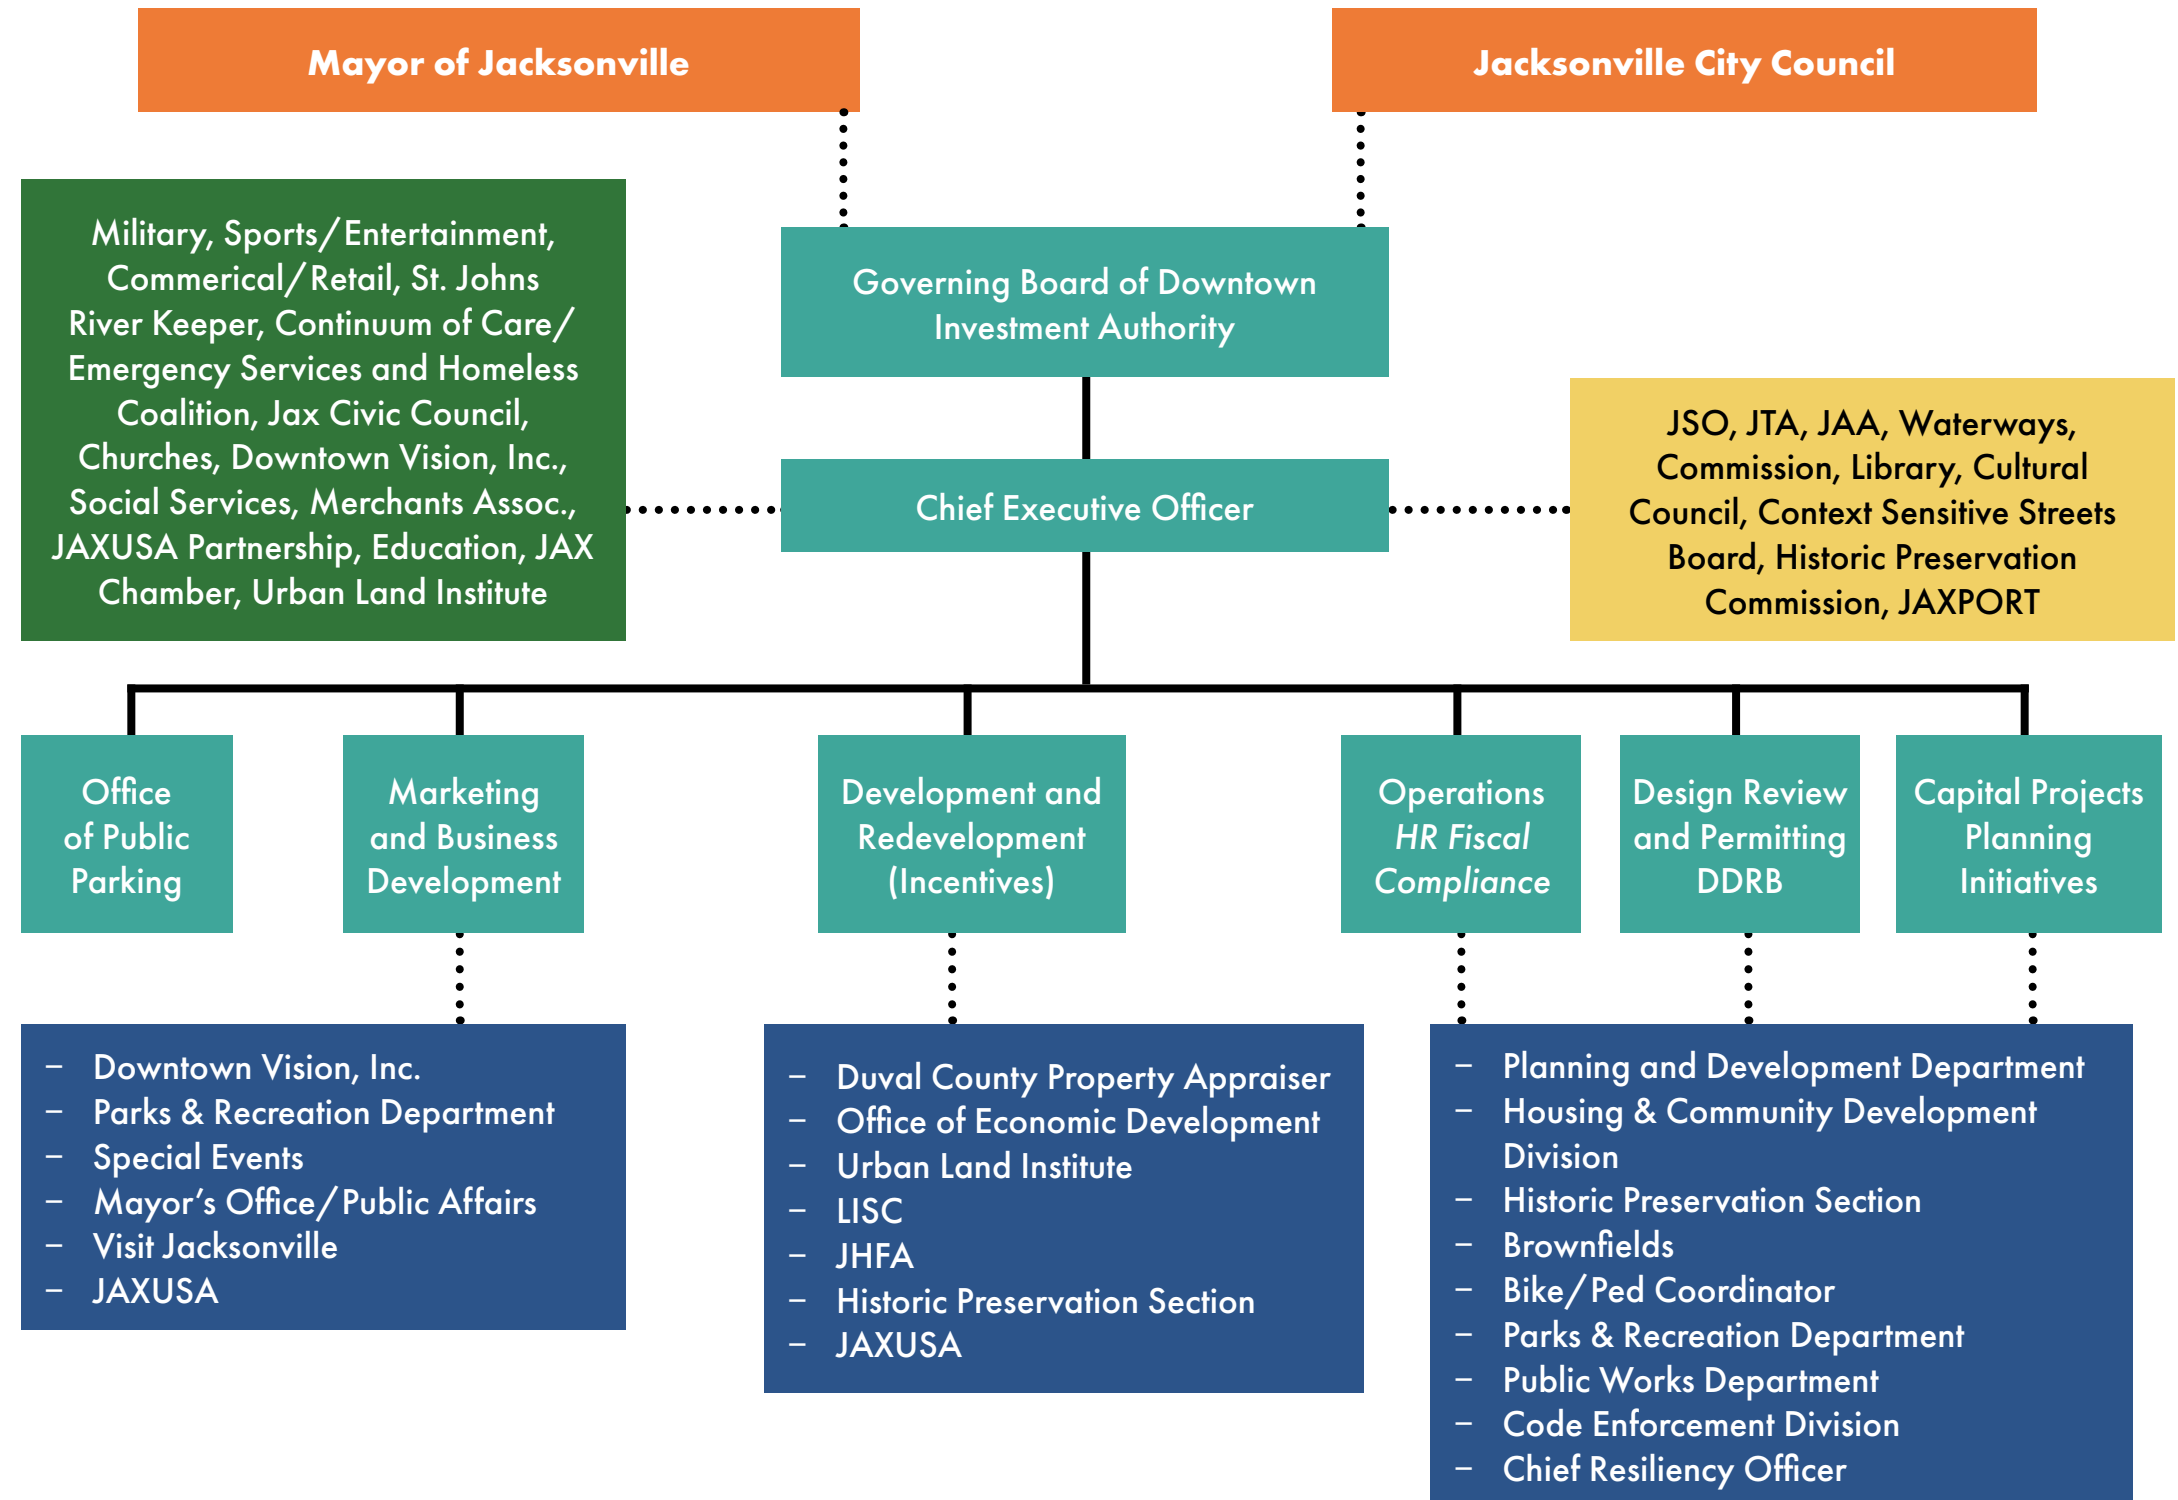 Mayor of Jacksonville
Jacksonville City Council
Military, Sports/Entertainment,
Commerical/Retail, St. Johns
River Keeper, Continuum of Care/
Emergency Services and Homeless
Coalition, Jax Civic Council,
Churches, Downtown Vision, Inc.,
Social Services, Merchants Assoc.,
JAXUSA Partnership, Education, JAX
Chamber, Urban Land Institute
Governing Board of Downtown
Investment Authority
Chief Executive Officer
JSO, JTA, JAA, Waterways,
Commission, Library, Cultural
Council, Context Sensitive Streets
Board, Historic Preservation
Commission, JAXPORT
Office
of Public
Parking
Marketing
and Business
Development
Development and
Redevelopment
(Incentives)
Operations
HR Fiscal
Compliance
Design Review
and Permitting
DDRB
Capital Projects
Planning
Initiatives
– Downtown Vision, Inc.
– Parks & Recreation Department
– Special Events
– Mayor’s Office/Public Affairs
– Visit Jacksonville
– JAXUSA
– Duval County Property Appraiser
– Office of Economic Development
– Urban Land Institute
– LISC
– JHFA
– Historic Preservation Section
– JAXUSA
– Planning and Development Department
– Housing & Community Development
Division
– Historic Preservation Section
– Brownfields
– Bike/Ped Coordinator
– Parks & Recreation Department
– Public Works Department
– Code Enforcement Division
– Chief Resiliency Officer